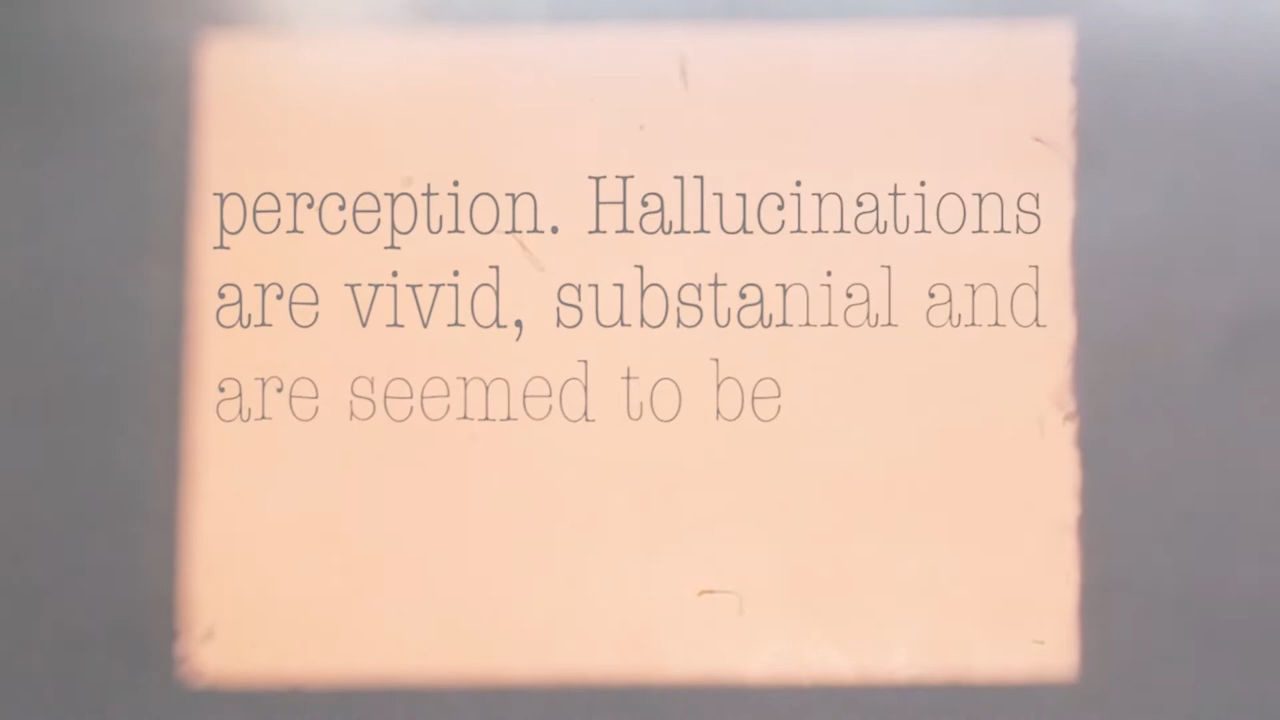 perception. Hallucinations
are vivid, substanial and
are seemed to be